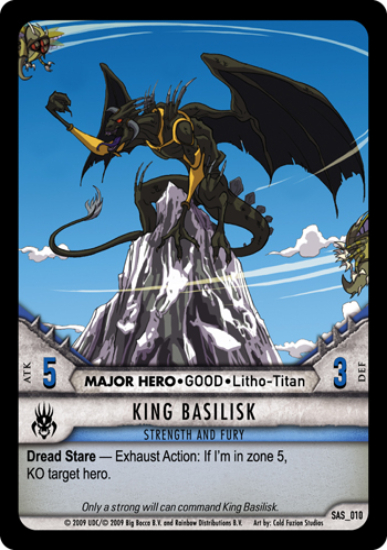 ATK 5 MAJOR HERO•GOOD•Litho-Titan 3 DEF
KING BASILISK
STRENGTH AND FURY
Dread Stare — Exhaust Action: If I'm in zone 5,
KO target hero.
Only a strong will can command King Basilisk.
SAS_010
© 2009 UDC/© 2009 Big Bocca B.V. and Rainbow Distributions B.V. Art by: Cold Fuzion Studios